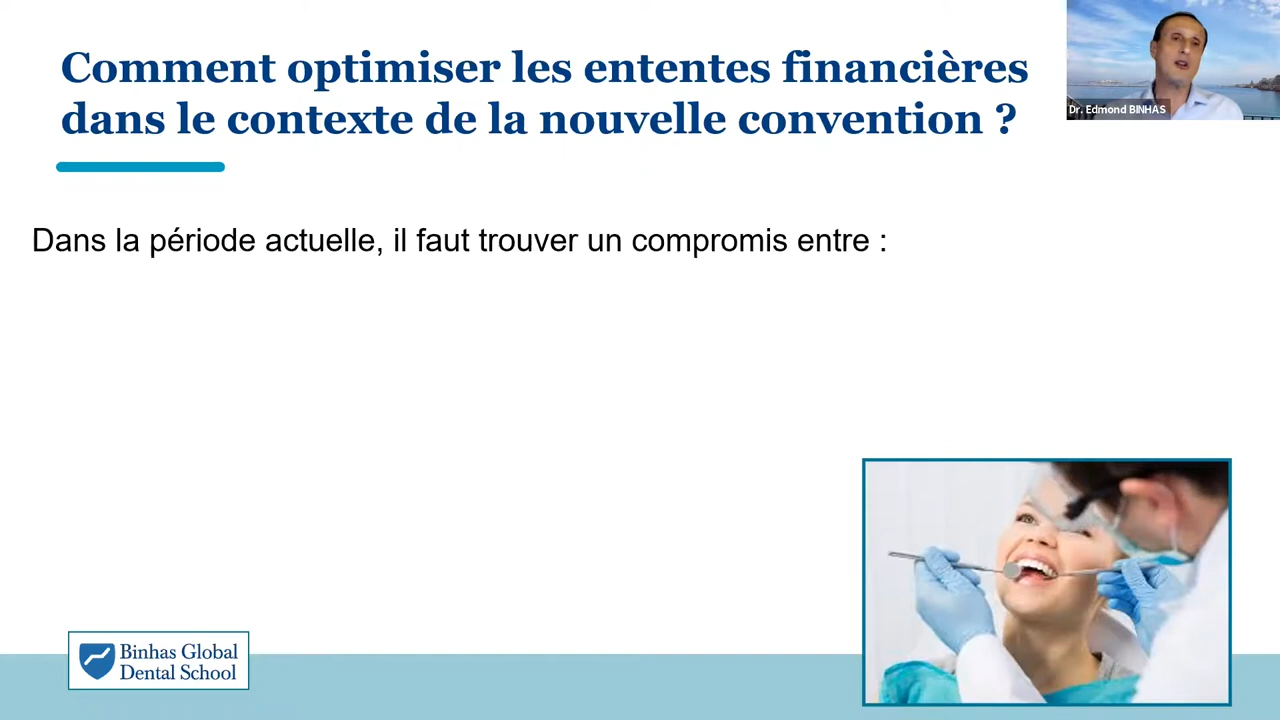 Comment optimiser les ententes financières
dans le contexte de la nouvelle convention ?
Dr. Edmond BINHAS
Dans la période actuelle, il faut trouver un compromis entre :
Binhas Global
Dental School